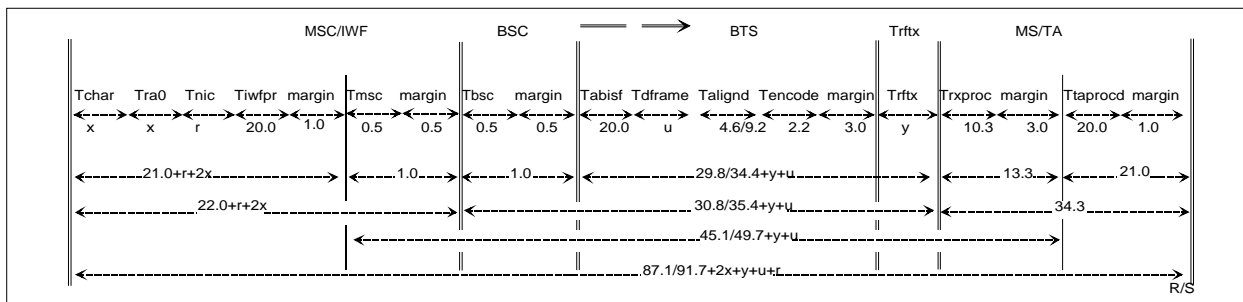 MSC/IWF BSC BTS Trftx MS/TA
Tchar Tra0 Tnic Tiwfpr margin Tmsc margin Tbsc margin Tabisf Tdframe Talignd Tencode margin Trftx Trxproc margin Ttaprocd margin
x x r 20.0 1.0 0.5 0.5 0.5 0.5 20.0 u 4.6/9.2 2.2 3.0 y 10.3 3.0 20.0 1.0
21.0+r+2x 1.0 1.0 29.8/34.4+y+u 13.3 21.0
22.0+r+2x 30.8/35.4+y+u 34.3
45.1/49.7+y+u
87.1/91.7+2x+y+u+r
R/S